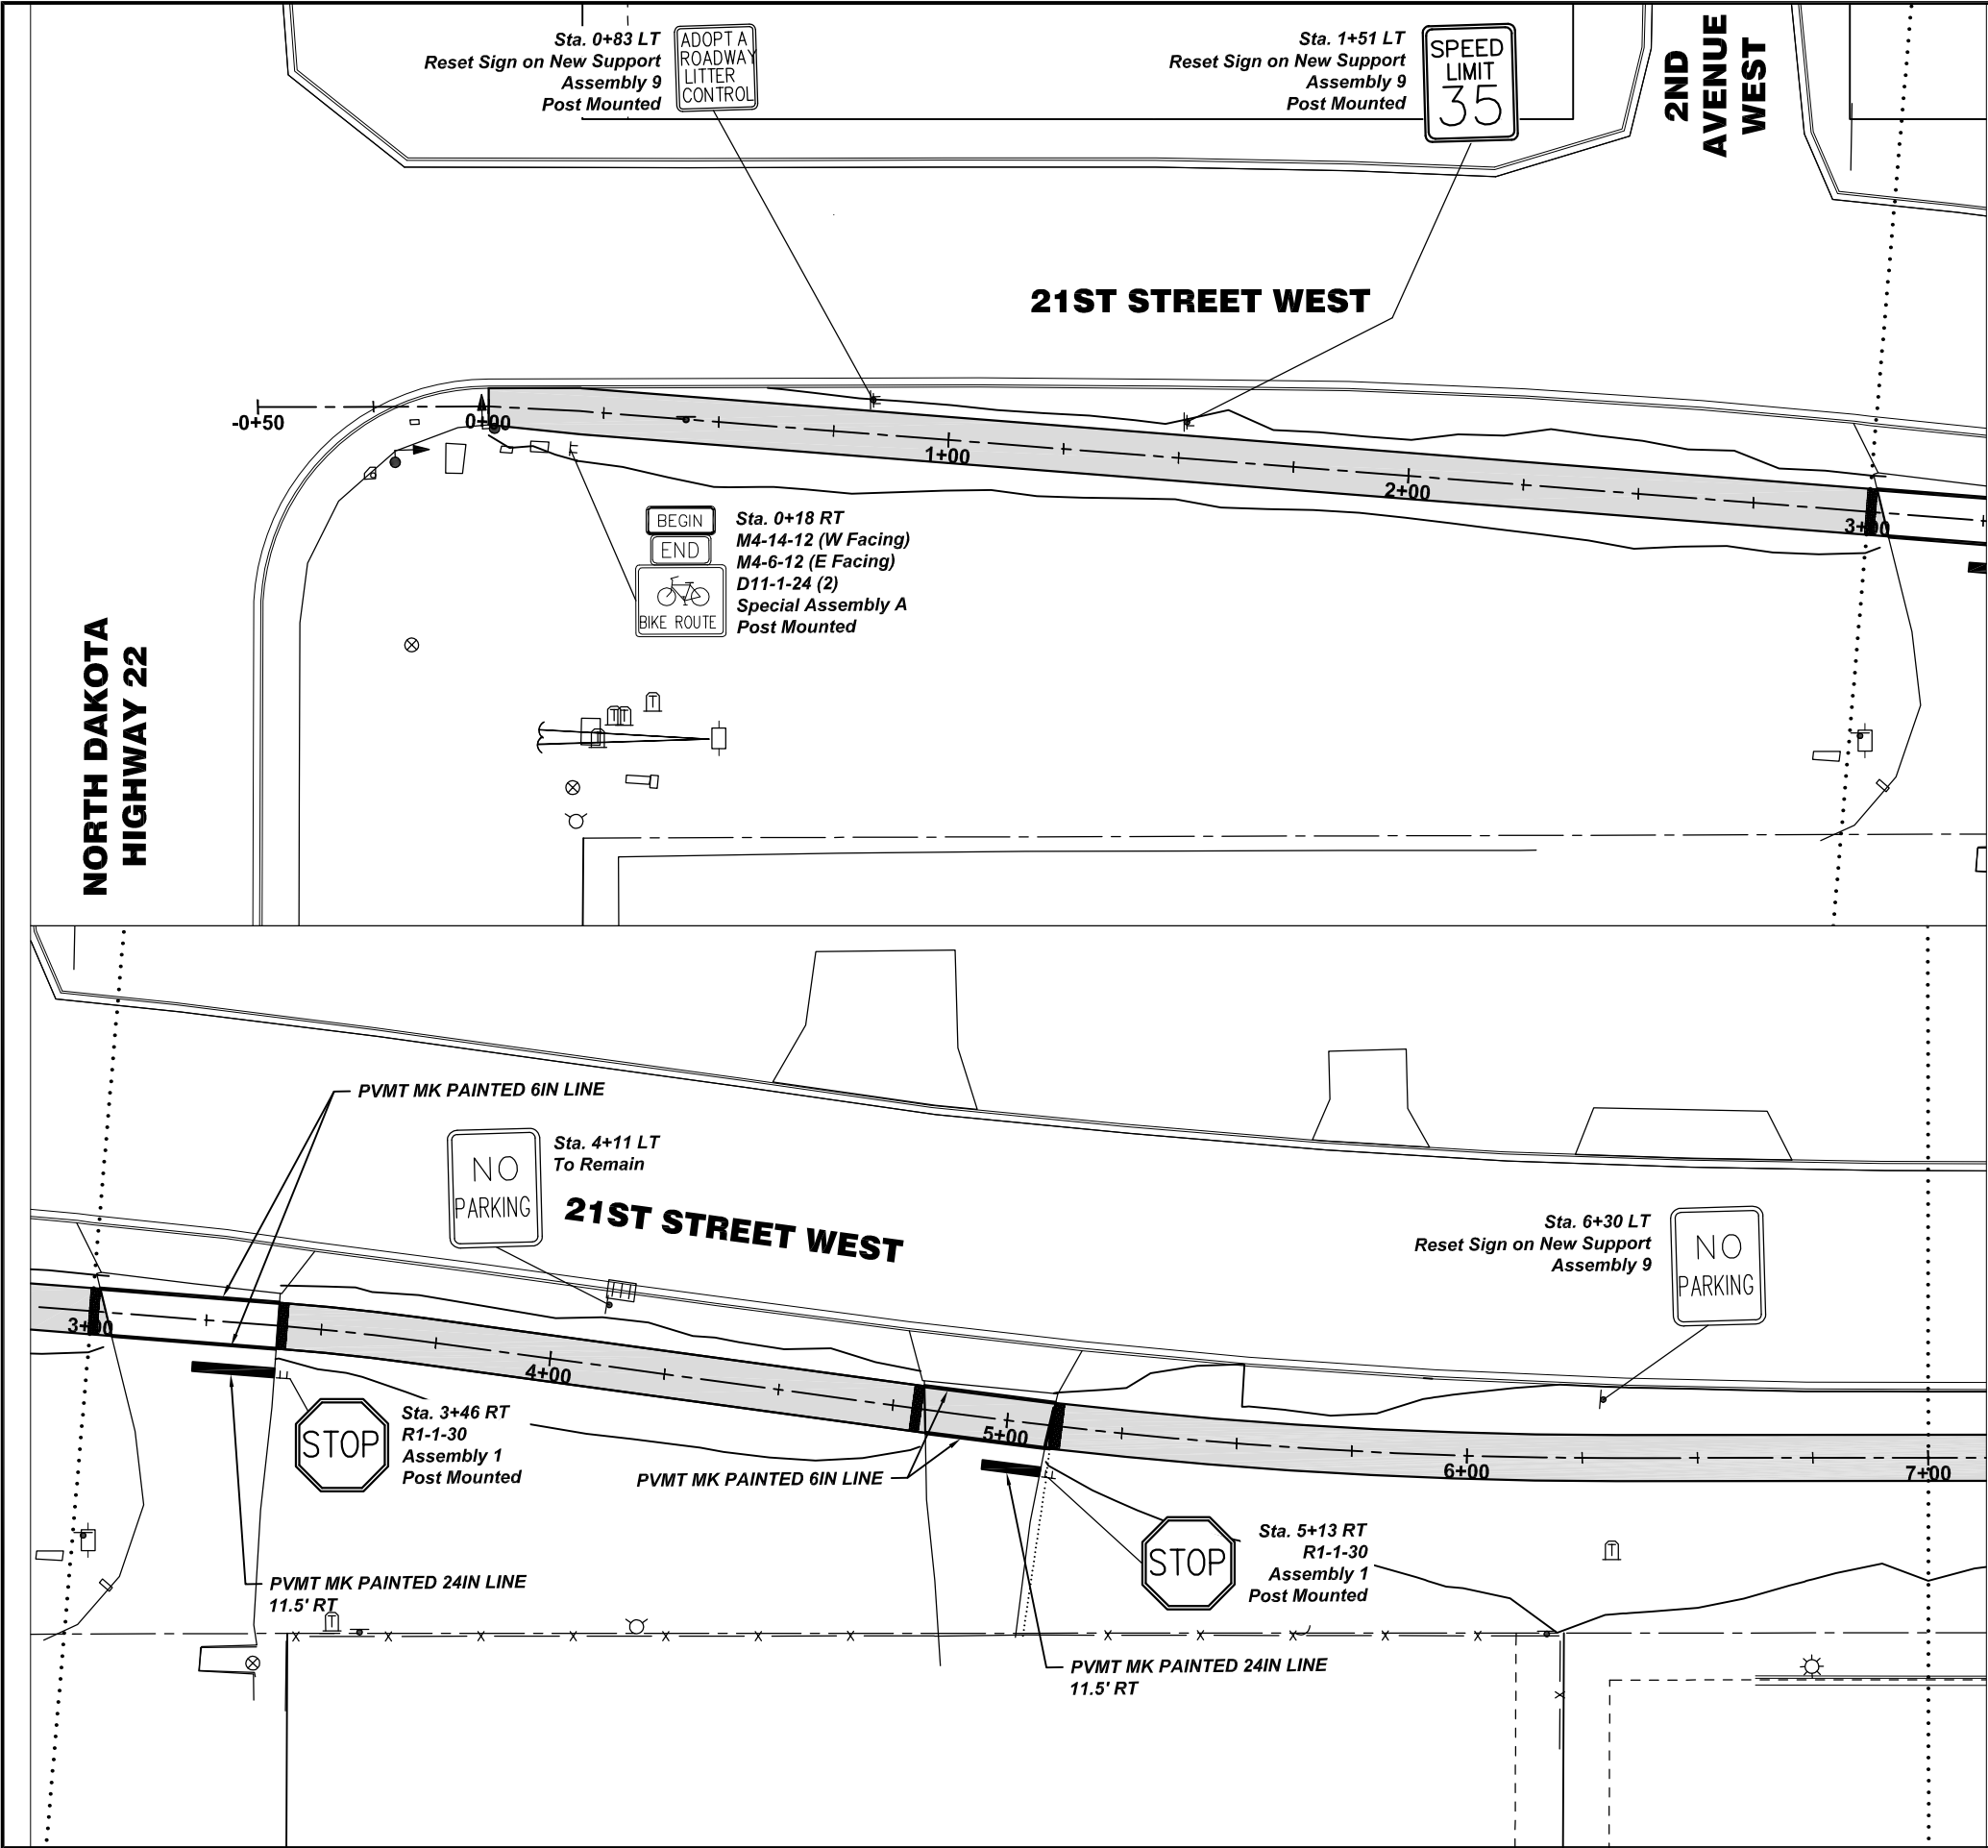 Sta. 0+83 LT
Reset Sign on New Support
Assembly 9
Post Mounted
ADOPT A
ROADWAY
LITTER
CONTROL
Sta. 1+51 LT
Reset Sign on New Support
Assembly 9
Post Mounted
SPEED
LIMIT
35
2ND
AVENUE
WEST
21ST STREET WEST
-0+50
0+00
1+00
2+00
3+00
BEGIN
END
BIKE ROUTE
Sta. 0+18 RT
M4-14-12 (W Facing)
M4-6-12 (E Facing)
D11-1-24 (2)
Special Assembly A
Post Mounted
NORTH DAKOTA
HIGHWAY 22
T
T
T
T
PVMT MK PAINTED 6IN LINE
NO
PARKING
Sta. 4+11 LT
To Remain
21ST STREET WEST
Sta. 6+30 LT
Reset Sign on New Support
Assembly 9
NO
PARKING
3+00
4+00
5+00
6+00
7+00
STOP
Sta. 3+46 RT
R1-1-30
Assembly 1
Post Mounted
PVMT MK PAINTED 6IN LINE
STOP
Sta. 5+13 RT
R1-1-30
Assembly 1
Post Mounted
T
PVMT MK PAINTED 24IN LINE
11.5' RT
T
PVMT MK PAINTED 24IN LINE
11.5' RT